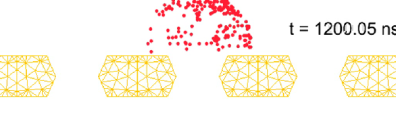 t = 1200.05 ns